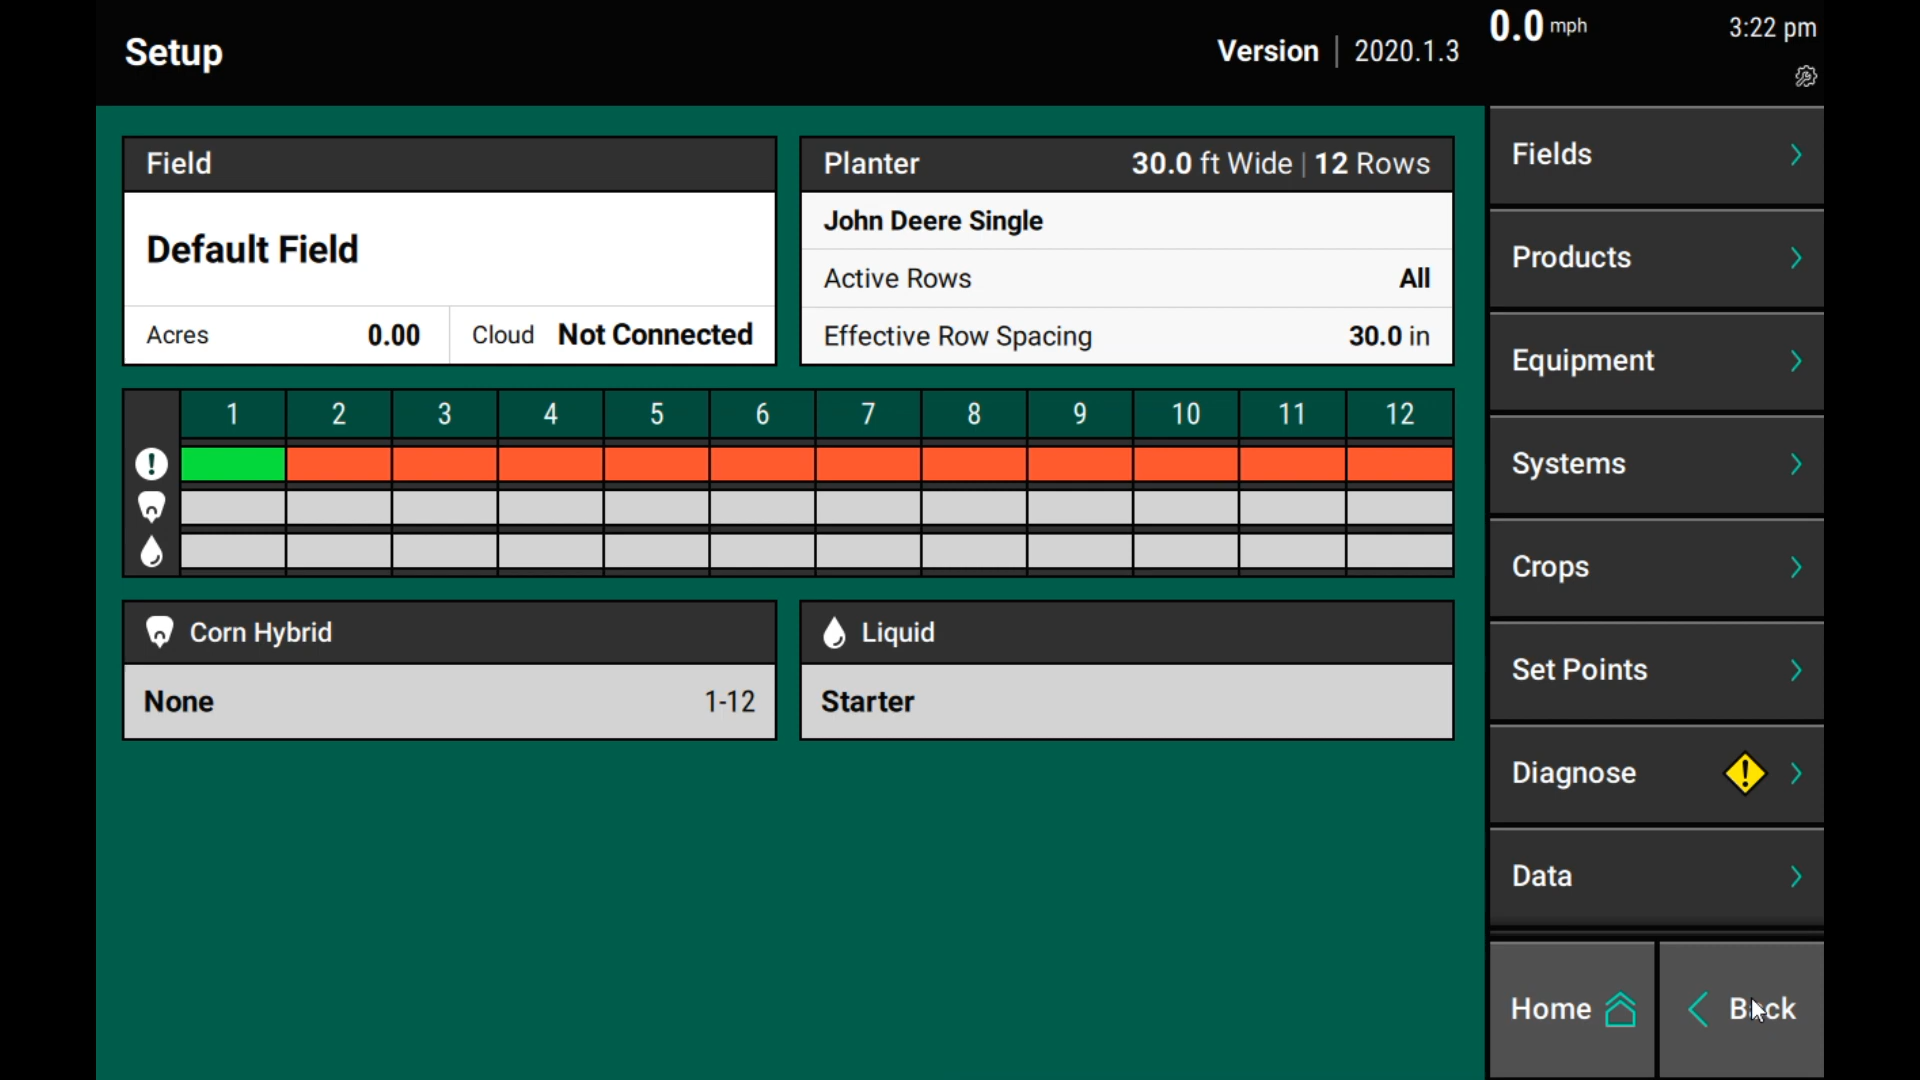 Setup
Version | 2020.1.3
0.0 mph
3:22 pm
Field
Default Field
Acres 0.00
Cloud Not Connected
Planter 30.0 ft Wide | 12 Rows
John Deere Single
Active Rows All
Effective Row Spacing 30.0 in
1 2 3 4 5 6 7 8 9 10 11 12
Corn Hybrid
None 1-12
Liquid
Starter
Fields
Products
Equipment
Systems
Crops
Set Points
Diagnose
Data
Home
Back